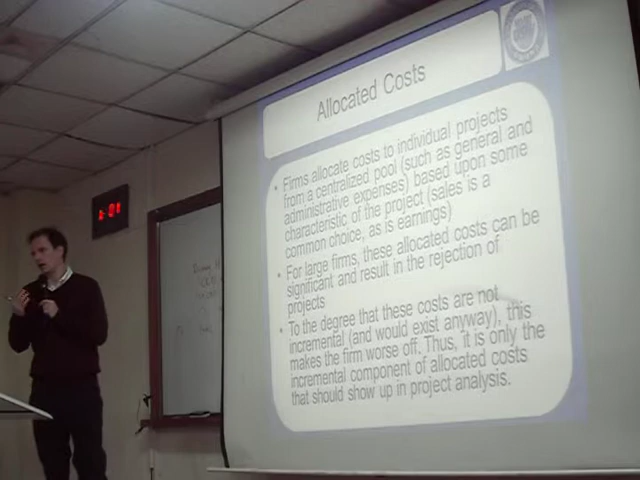 Allocated Costs
• Firms allocate costs to individual projects
from a centralized pool (such as general and
administrative expenses) based upon some
characteristic of the project (sales is a
common choice, as is earnings)
• For large firms, these allocated costs can be
significant and result in the rejection of
projects
• To the degree that these costs are not
incremental (and would exist anyway), this
makes the firm worse off. Thus, it is only the
incremental component of allocated costs
that should show up in project analysis.